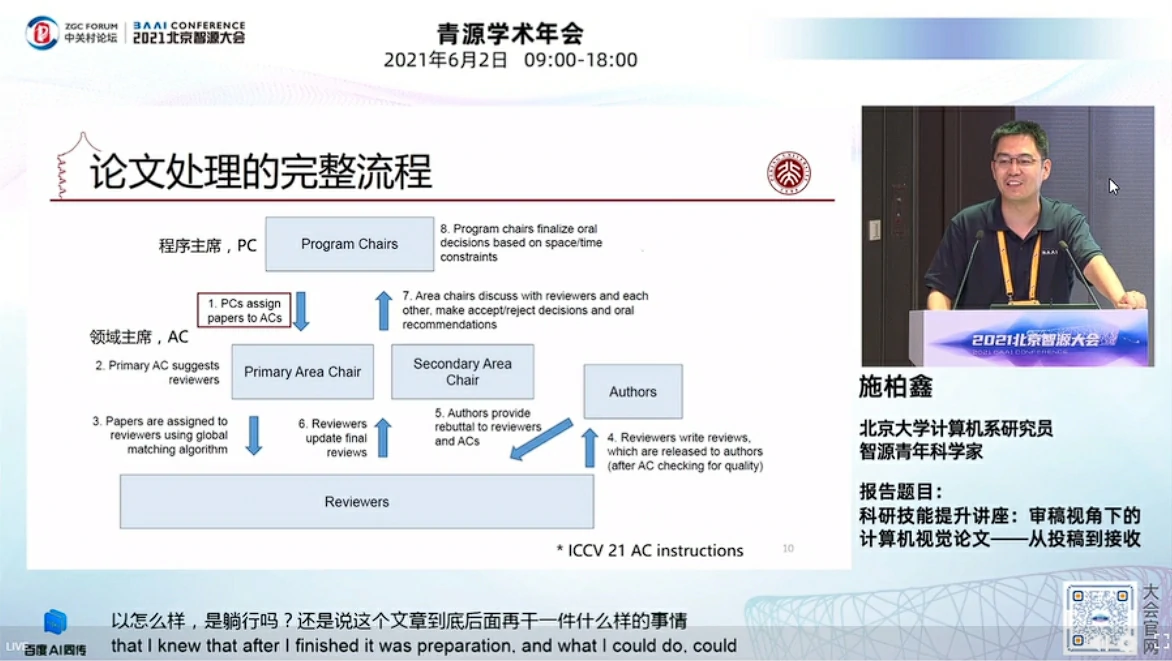 ZGC FORUM
中关村论坛
BAAI CONFERENCE
2021北京智源大会
青源学术年会
2021年6月2日 09:00-18:00
论文处理的完整流程
程序主席，PC
Program Chairs
8. Program chairs finalize oral
decisions based on space/time
constraints
1. PCs assign
papers to ACs
7. Area chairs discuss with reviewers and each
other, make accept/reject decisions and oral
recommendations
领域主席，AC
2. Primary AC suggests
reviewers
Primary Area Chair
Secondary Area
Chair
Authors
3. Papers are assigned to
reviewers using global
matching algorithm
6. Reviewers
update final
reviews
5. Authors provide
rebuttal to reviewers
and ACs
4. Reviewers write reviews,
which are released to authors
(after AC checking for quality)
Reviewers
* ICCV 21 AC instructions
10
BAAI
2021北京智源大会
2021 BAAI CONFERENCE
施柏鑫
北京大学计算机系研究员
智源青年科学家
报告题目：
科研技能提升讲座：审稿视角下的
计算机视觉论文——从投稿到接收
以怎么样，是躺行吗？还是说这个文章到底后面再干一件什么样的事情
that I knew that after I finished it was preparation, and what I could do, could
LIVE
百度AI同传
大会官网